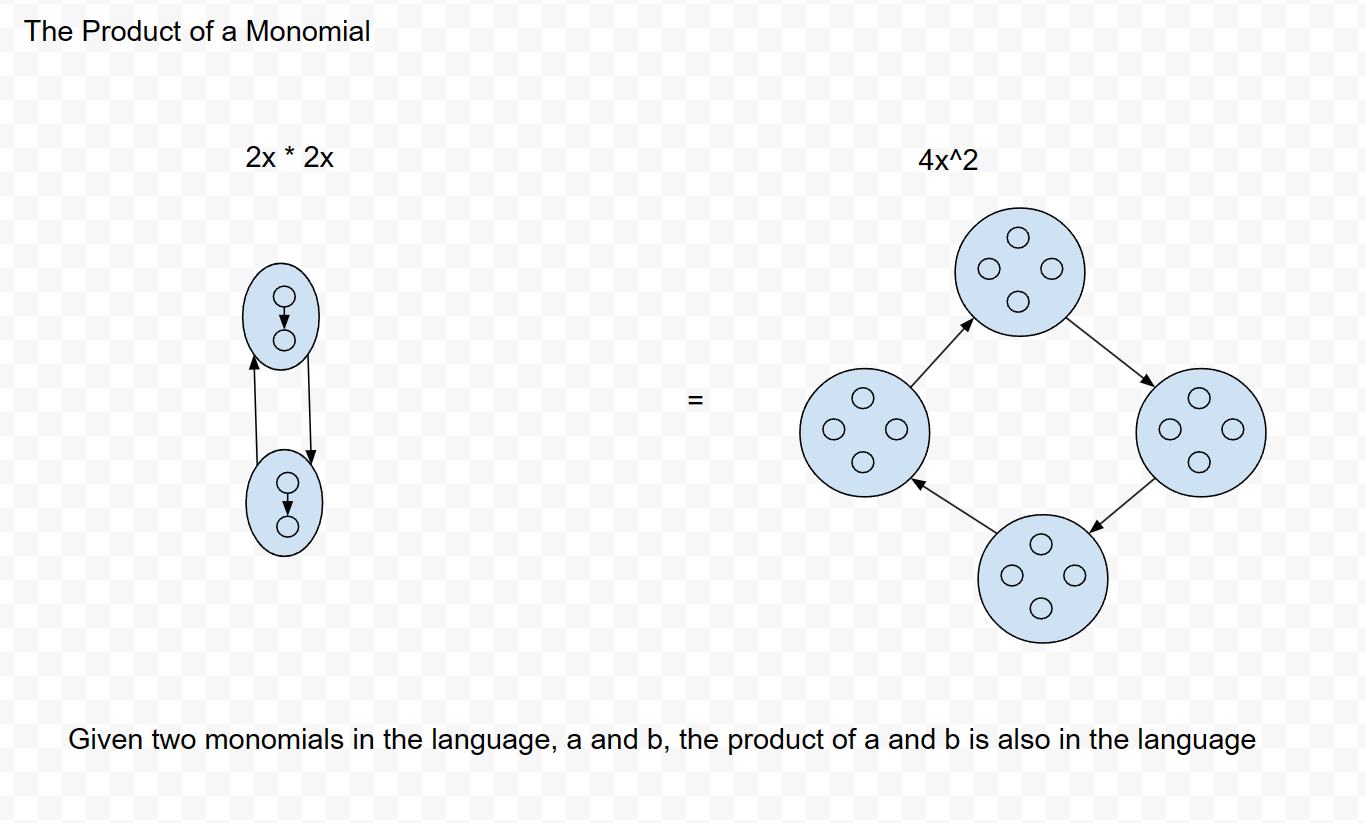 The Product of a Monomial
2x * 2x
4x^2
=
Given two monomials in the language, a and b, the product of a and b is also in the language